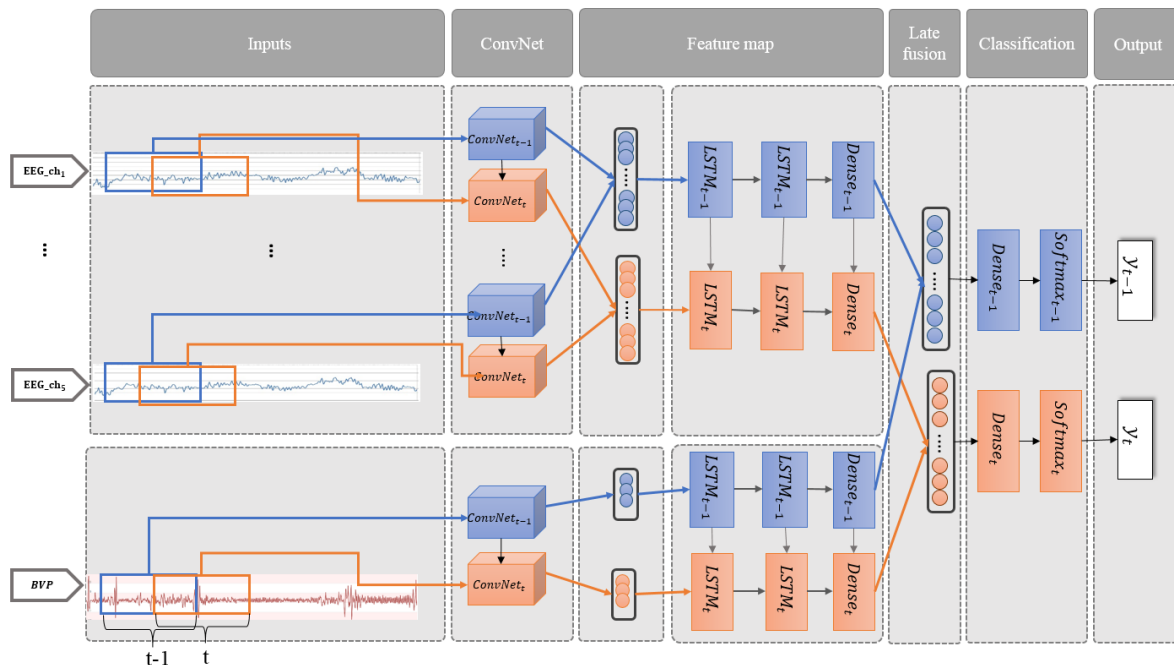 Inputs
ConvNet
Feature map
Late fusion
Classification
Output
EEG_ch₁
ConvNetₜ₋₁
ConvNetₜ
LSTMₜ₋₁
LSTMₜ₋₁
Denseₜ₋₁
LSTMₜ
LSTMₜ
Denseₜ
...
...
....
EEG_ch₅
ConvNetₜ₋₁
ConvNetₜ
......
......
......
Denseₜ₋₁
Softmaxₜ₋₁
yₜ₋₁
......
Denseₜ
Softmaxₜ
yₜ
BVP
ConvNetₜ₋₁
ConvNetₜ
LSTMₜ₋₁
LSTMₜ₋₁
Denseₜ₋₁
LSTMₜ
LSTMₜ
Denseₜ
t-1
t